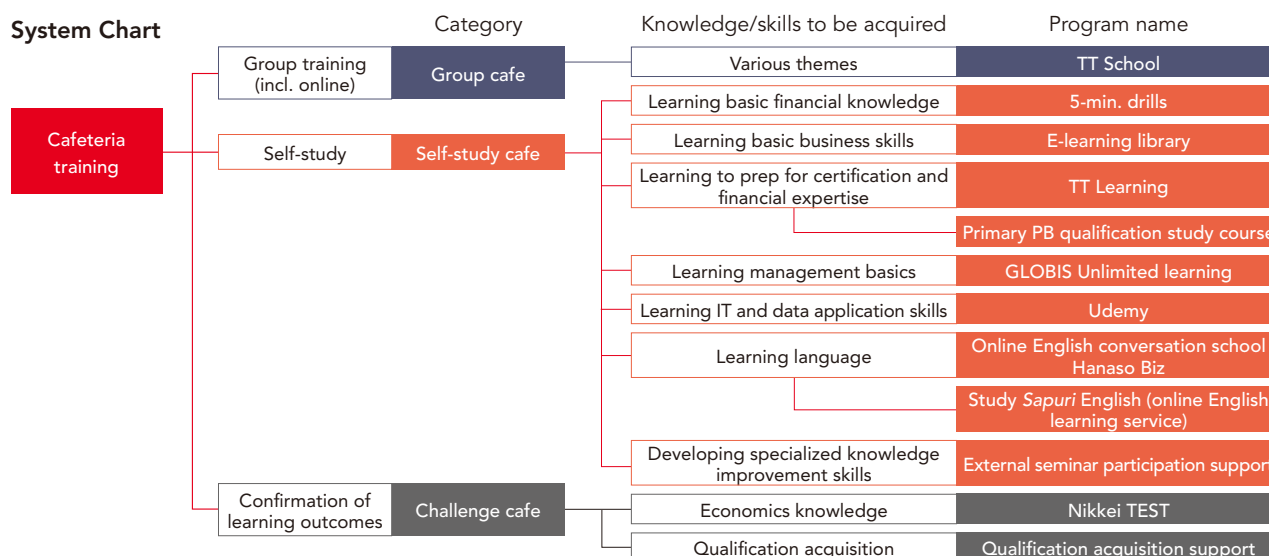 System Chart
Category
Knowledge/skills to be acquired
Program name
Cafeteria
training
Group training
(incl. online)
Group cafe
Various themes
TT School
Self-study
Self-study cafe
Learning basic financial knowledge
5-min. drills
Learning basic business skills
E-learning library
Learning to prep for certification and
financial expertise
TT Learning
Primary PB qualification study course
Learning management basics
GLOBIS Unlimited learning
Learning IT and data application skills
Udemy
Learning language
Online English conversation school
Hanaso Biz
Study Sapuri English (online English
learning service)
Developing specialized knowledge
improvement skills
External seminar participation support
Confirmation of
learning outcomes
Challenge cafe
Economics knowledge
Nikkei TEST
Qualification acquisition
Qualification acquisition support